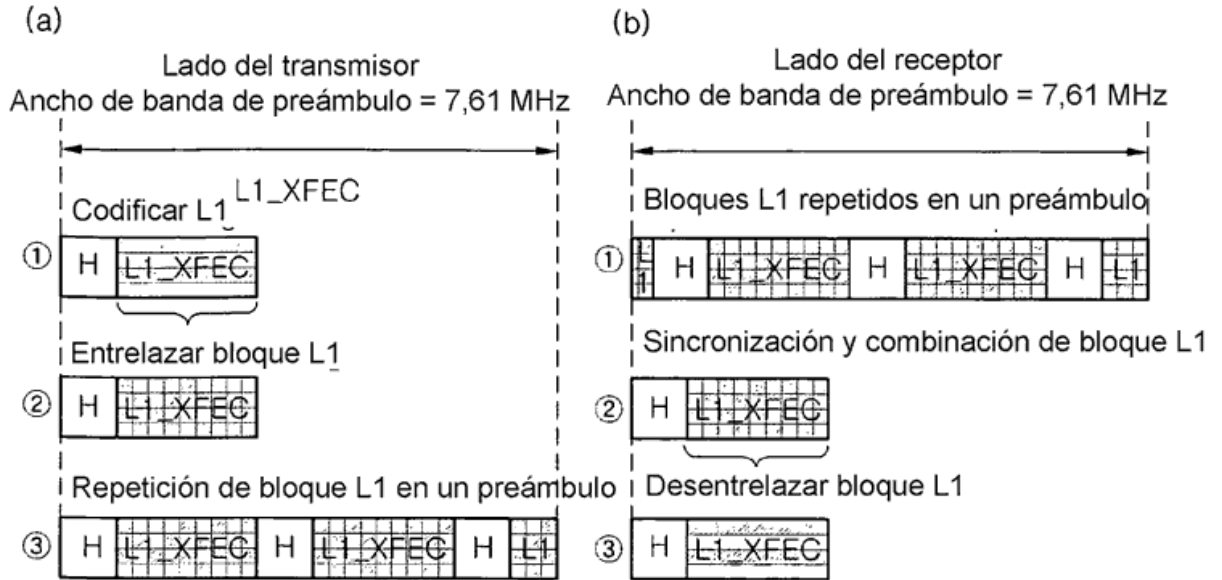 (a)
Lado del transmisor
Ancho de banda de preámbulo = 7,61 MHz
Codificar L1 L1_XFEC
① H L1_XFEC
Entrelazar bloque L1
② H L1_XFEC
Repetición de bloque L1 en un preámbulo
③ H L1_XFEC H L1_XFEC H L1
(b)
Lado del receptor
Ancho de banda de preámbulo = 7,61 MHz
Bloques L1 repetidos en un preámbulo
① L1 H L1_XFEC H L1_XFEC H L1
Sincronización y combinación de bloque L1
② H L1_XFEC
Desentrelazar bloque L1
③ H L1_XFEC